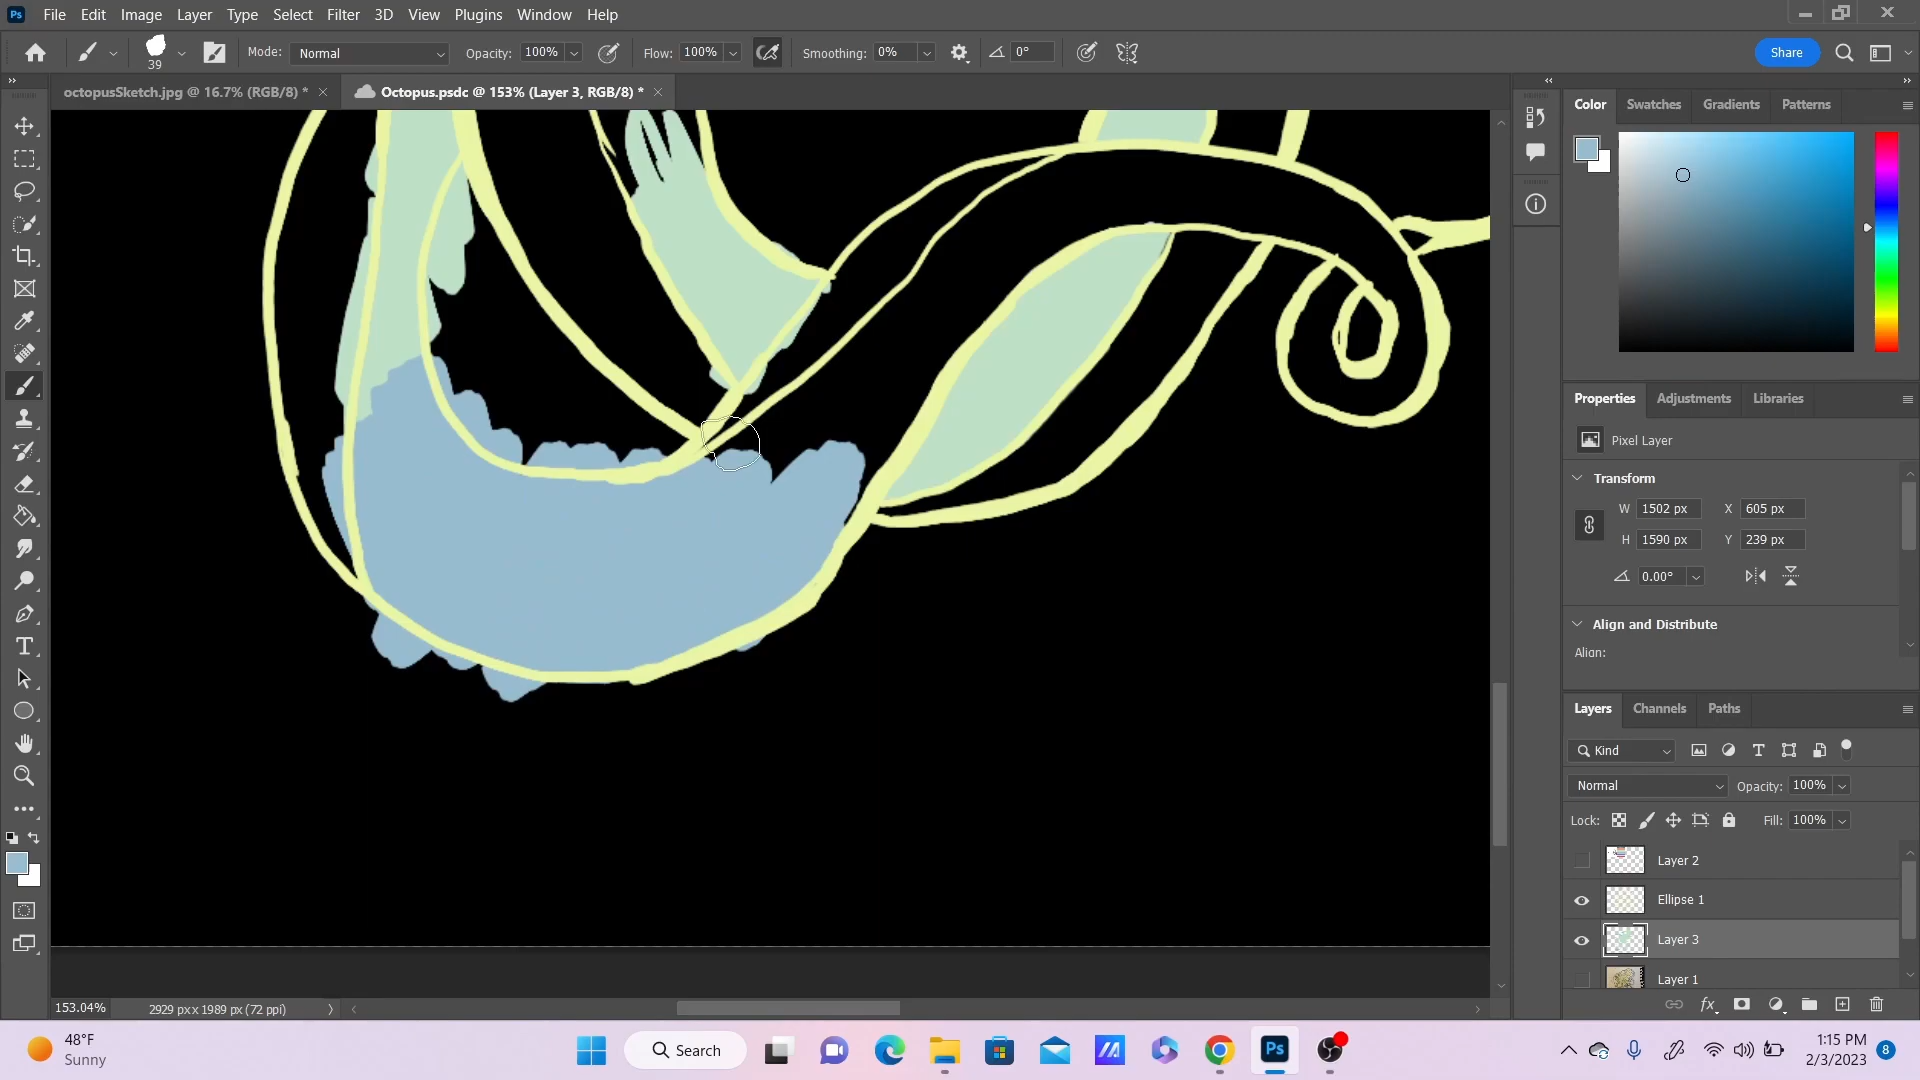 Ps File Edit Image Layer Type Select Filter 3D View Plugins Window Help
39 Mode: Normal Opacity: 100% Flow: 100% Smoothing: 0% 0° Share
octopusSketch.jpg @ 16.7% (RGB/8) * Octopus.psdc @ 153% (Layer 3, RGB/8) *
Color Swatches Gradients Patterns
Properties Adjustments Libraries
Pixel Layer
Transform
W 1502 px X 605 px
H 1590 px Y 239 px
0.00°
Align and Distribute
Align:
Layers Channels Paths
Kind
Normal Opacity: 100%
Lock: Fill: 100%
Layer 2
Ellipse 1
Layer 3
Layer 1
fx
153.04% 2929 px x 1989 px (72 ppi)
48°F
Sunny
Search
Ps
1:15 PM
2/3/2023
8